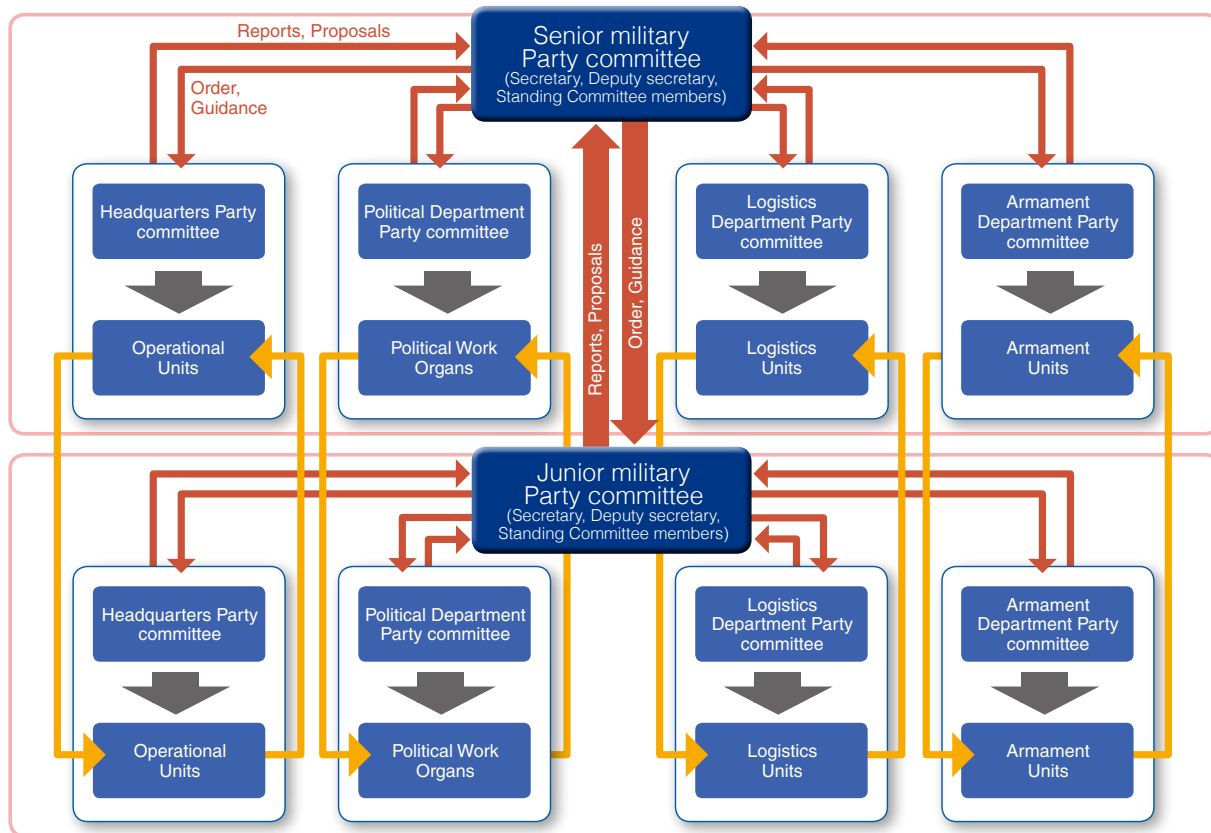 Reports, Proposals
Order,
Guidance
Senior military
Party committee
(Secretary, Deputy secretary,
Standing Committee members)
Headquarters Party
committee
Operational
Units
Political Department
Party committee
Political Work
Organs
Reports, Proposals
Order, Guidance
Logistics
Department Party
committee
Logistics
Units
Armament
Department Party
committee
Armament
Units
Junior military
Party committee
(Secretary, Deputy secretary,
Standing Committee members)
Headquarters Party
committee
Operational
Units
Political Department
Party committee
Political Work
Organs
Logistics
Department Party
committee
Logistics
Units
Armament
Department Party
committee
Armament
Units